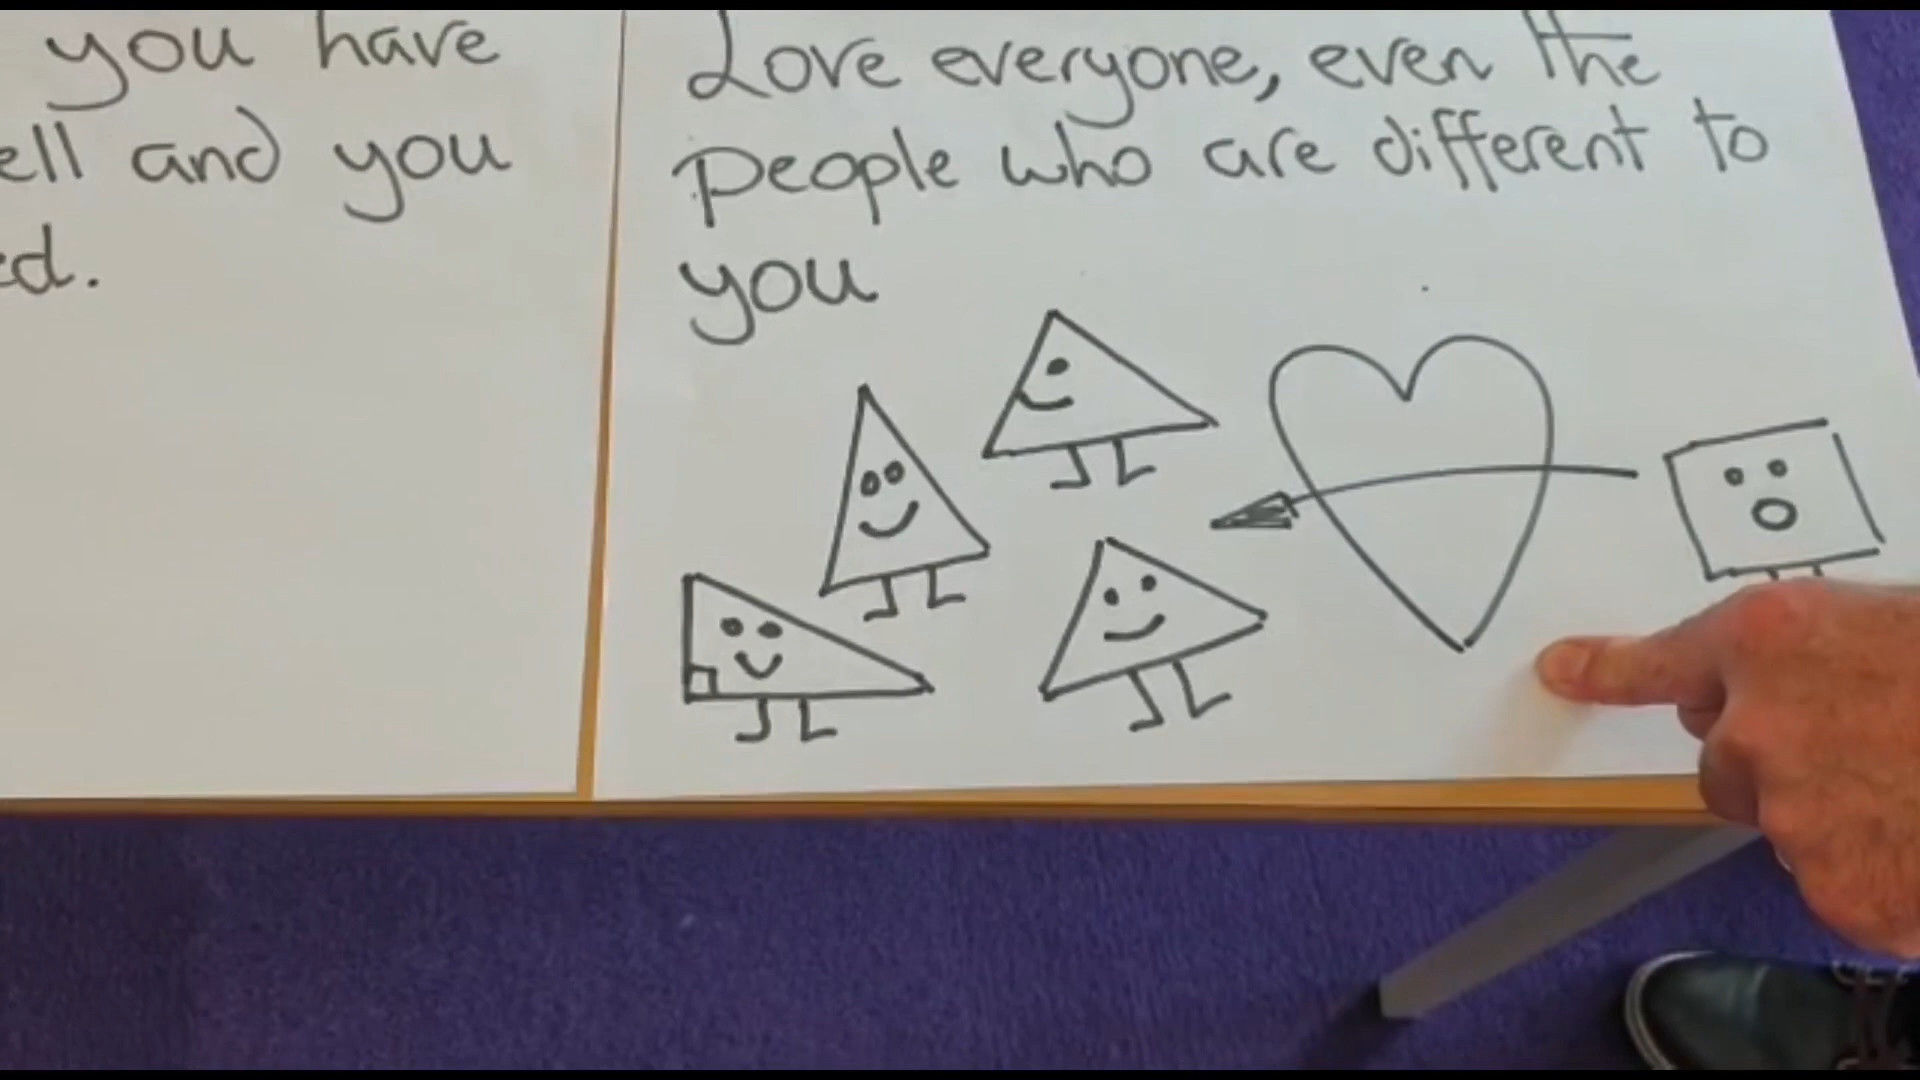 you have
ell and you
ed.
Love everyone, even the
people who are different to
you